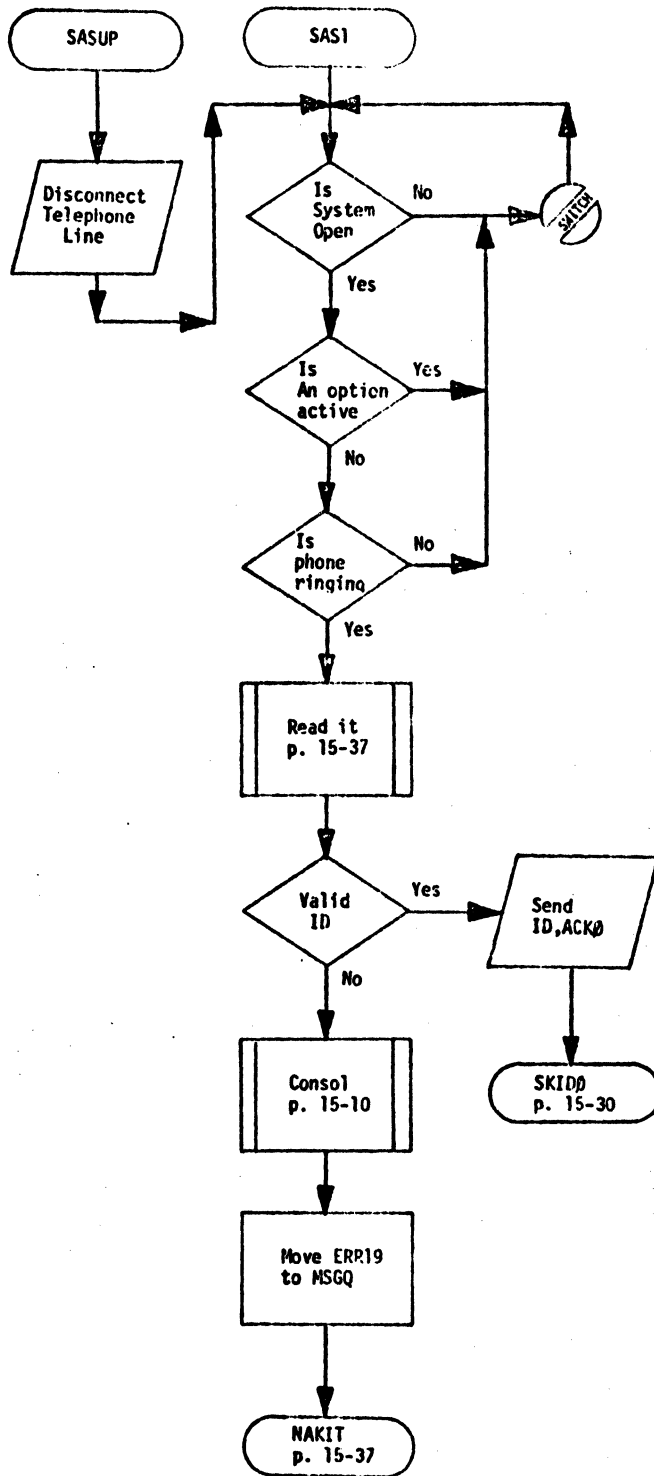 SASUP
SAS1
Disconnect
Telephone
Line
Is
System
Open
No
SWITCH
Yes
Is
An option
active
Yes
No
Is
phone
ringing
No
Yes
Read it
p. 15-37
Valid
ID
Yes
Send
ID,ACKØ
No
Consol
p. 15-10
SKIDØ
p. 15-30
Move ERR19
to MSGQ
NAKIT
p. 15-37